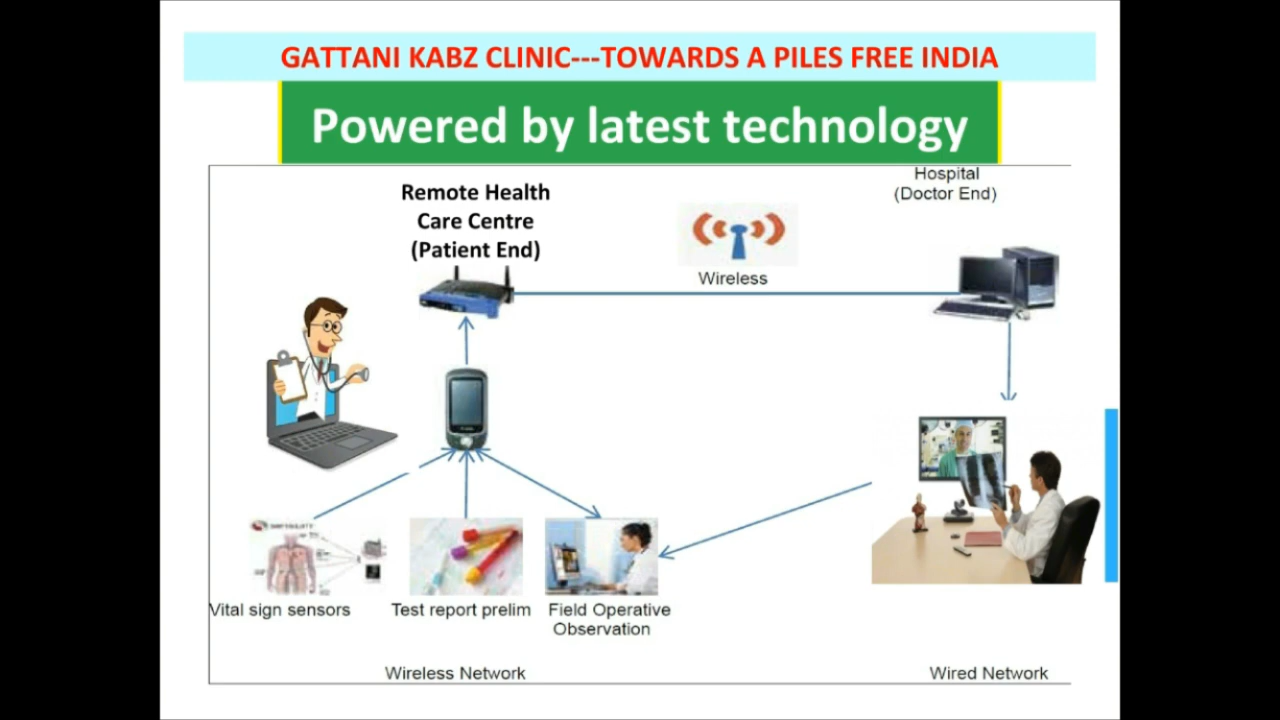 GATTANI KABZ CLINIC---TOWARDS A PILES FREE INDIA
Powered by latest technology
Remote Health
Care Centre
(Patient End)
Hospital
(Doctor End)
Wireless
Vital sign sensors
Test report prelim
Field Operative
Observation
Wireless Network
Wired Network